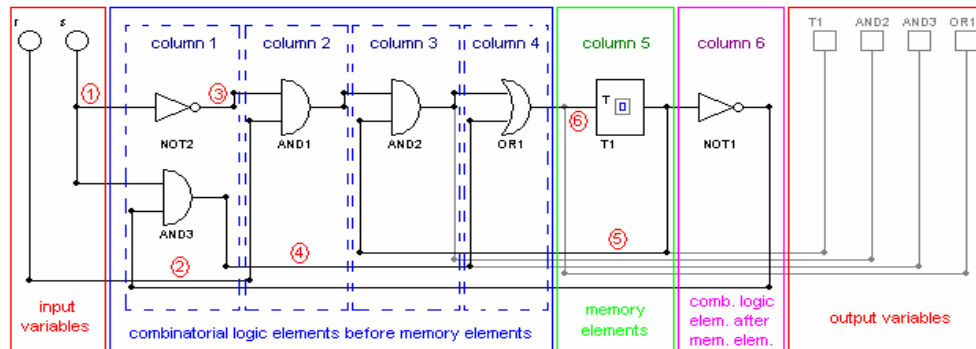 r s
T1 AND2 AND3 OR1
column 1 column 2 column 3 column 4 column 5 column 6
① ③ ⑥ T 0
NOT2 AND1 AND2 OR1 T1 NOT1
AND3
② ④ ⑤
input
variables
combinatorial logic elements before memory elements
memory
elements
comb. logic
elem. after
mem. elem.
output variables